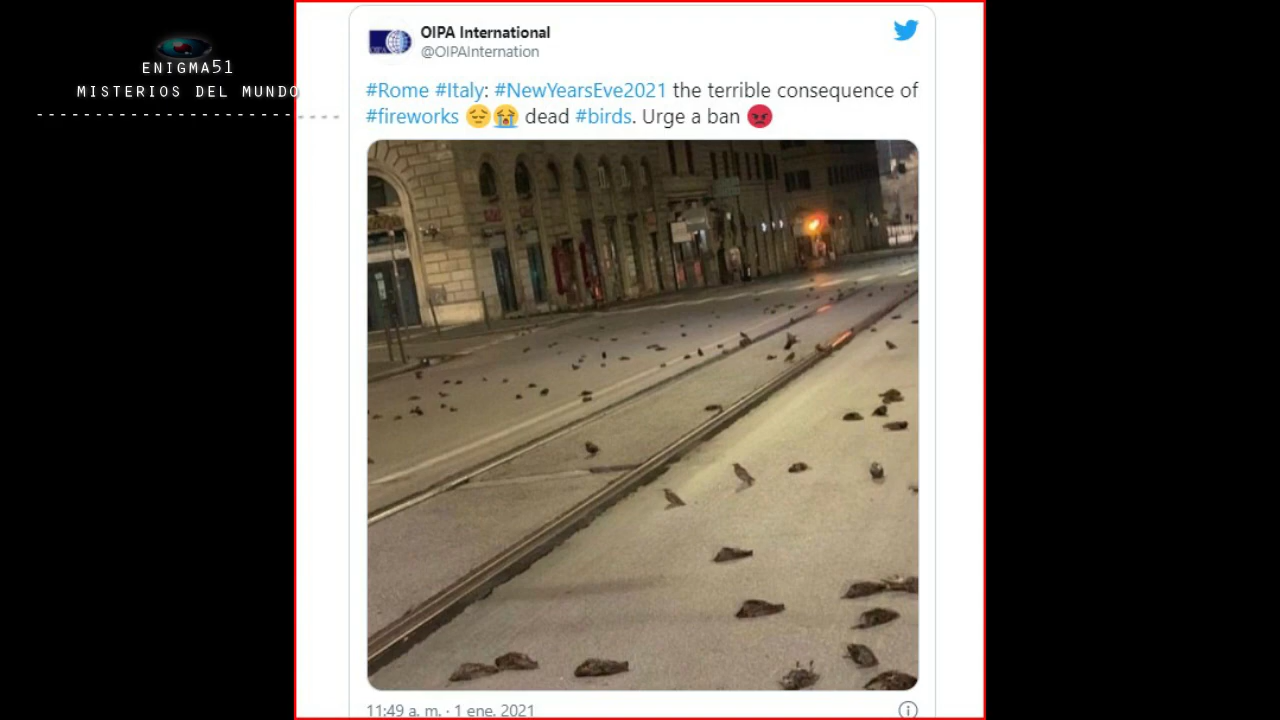 ENIGMA51
MISTERIOS DEL MUNDO
OIPA International
@OIPAInternation
#Rome #Italy: #NewYearsEve2021 the terrible consequence of
#fireworks 😔😭 dead #birds. Urge a ban 😡
11:49 a. m. · 1 ene. 2021